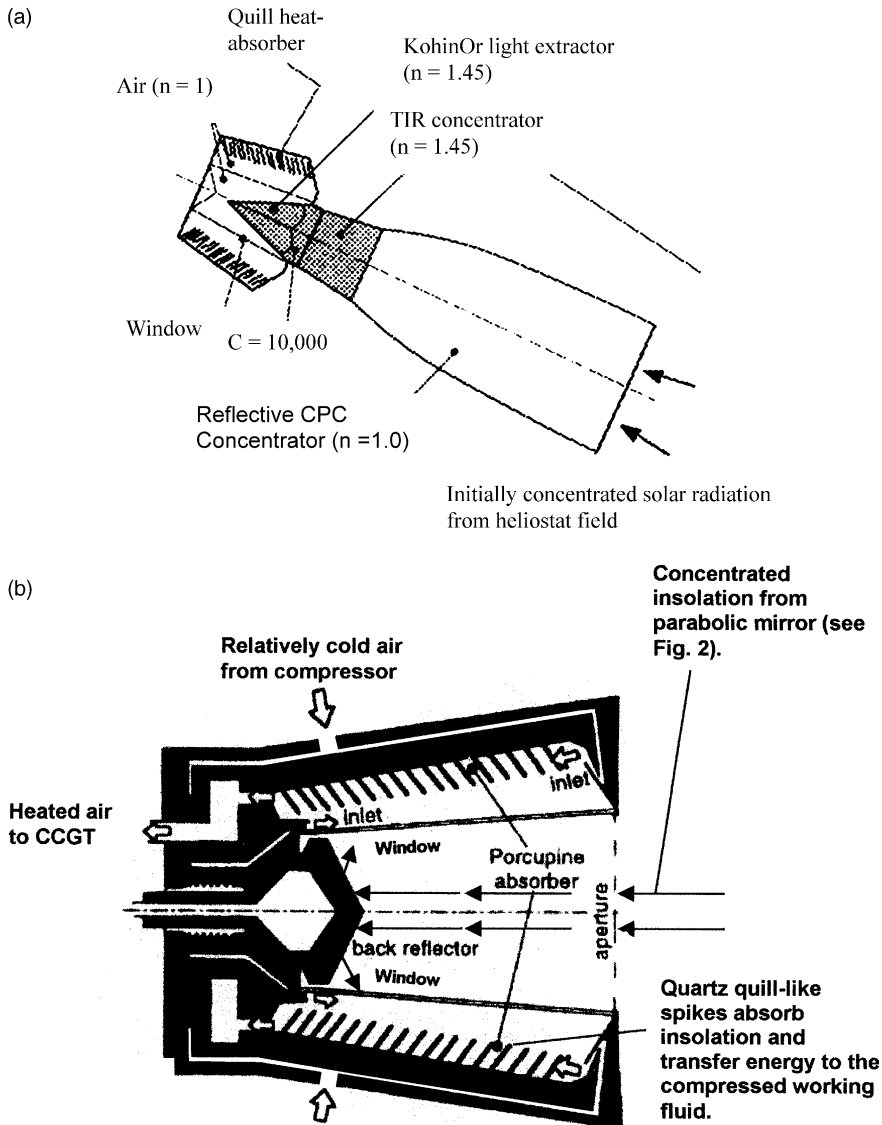 (a)
Quill heat-
absorber
KohinOr light extractor
(n = 1.45)
Air (n = 1)
TIR concentrator
(n = 1.45)
Window
C = 10,000
Reflective CPC
Concentrator (n =1.0)
Initially concentrated solar radiation
from heliostat field
(b)
Concentrated
insolation from
parabolic mirror (see
Fig. 2).
Relatively cold air
from compressor
inlet
inlet
Heated air
to CCGT
Window
Porcupine
absorber
aperture
back reflector
Window
Quartz quill-like
spikes absorb
insolation and
transfer energy to the
compressed working
fluid.